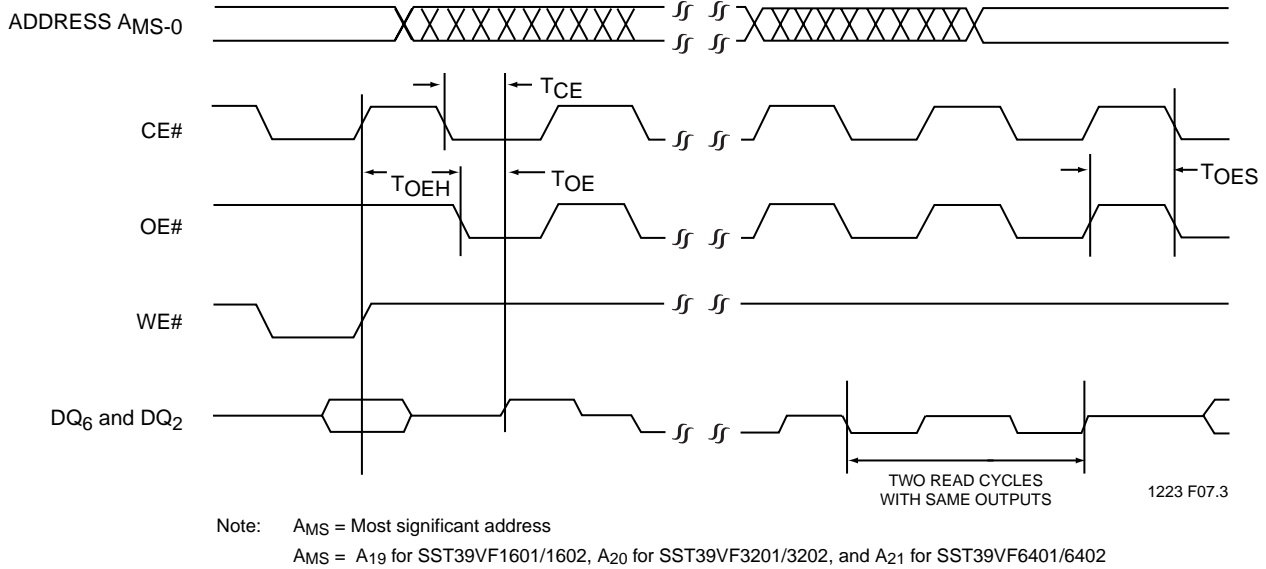 ADDRESS AMS-0
TCE
CE#
TOEH
TOE
TOES
OE#
WE#
DQ6 and DQ2
TWO READ CYCLES
WITH SAME OUTPUTS
1223 F07.3
Note: AMS = Most significant address
AMS = A19 for SST39VF1601/1602, A20 for SST39VF3201/3202, and A21 for SST39VF6401/6402